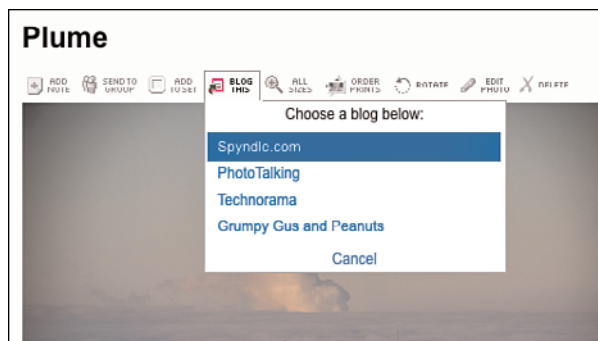 Plume
ADD NOTE SEND TO GROUP ADD TO SET BLOG THIS ALL SIZES ORDER PRINTS ROTATE EDIT PHOTO DELETE
Choose a blog below:
Spyndle.com
PhotoTalking
Technorama
Grumpy Gus and Peanuts
Cancel